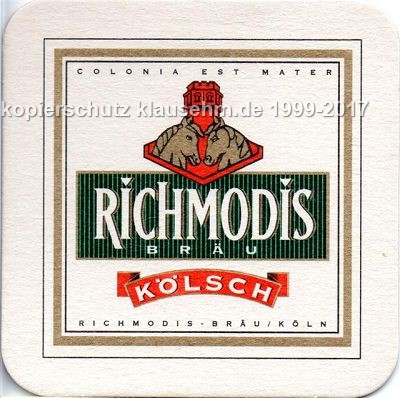 COLONIA EST MATER
kopierschutz klausehm.de 1999-2017
RICHMODIS
BRÄU
KÖLSCH
RICHMODIS-BRÄU/KÖLN